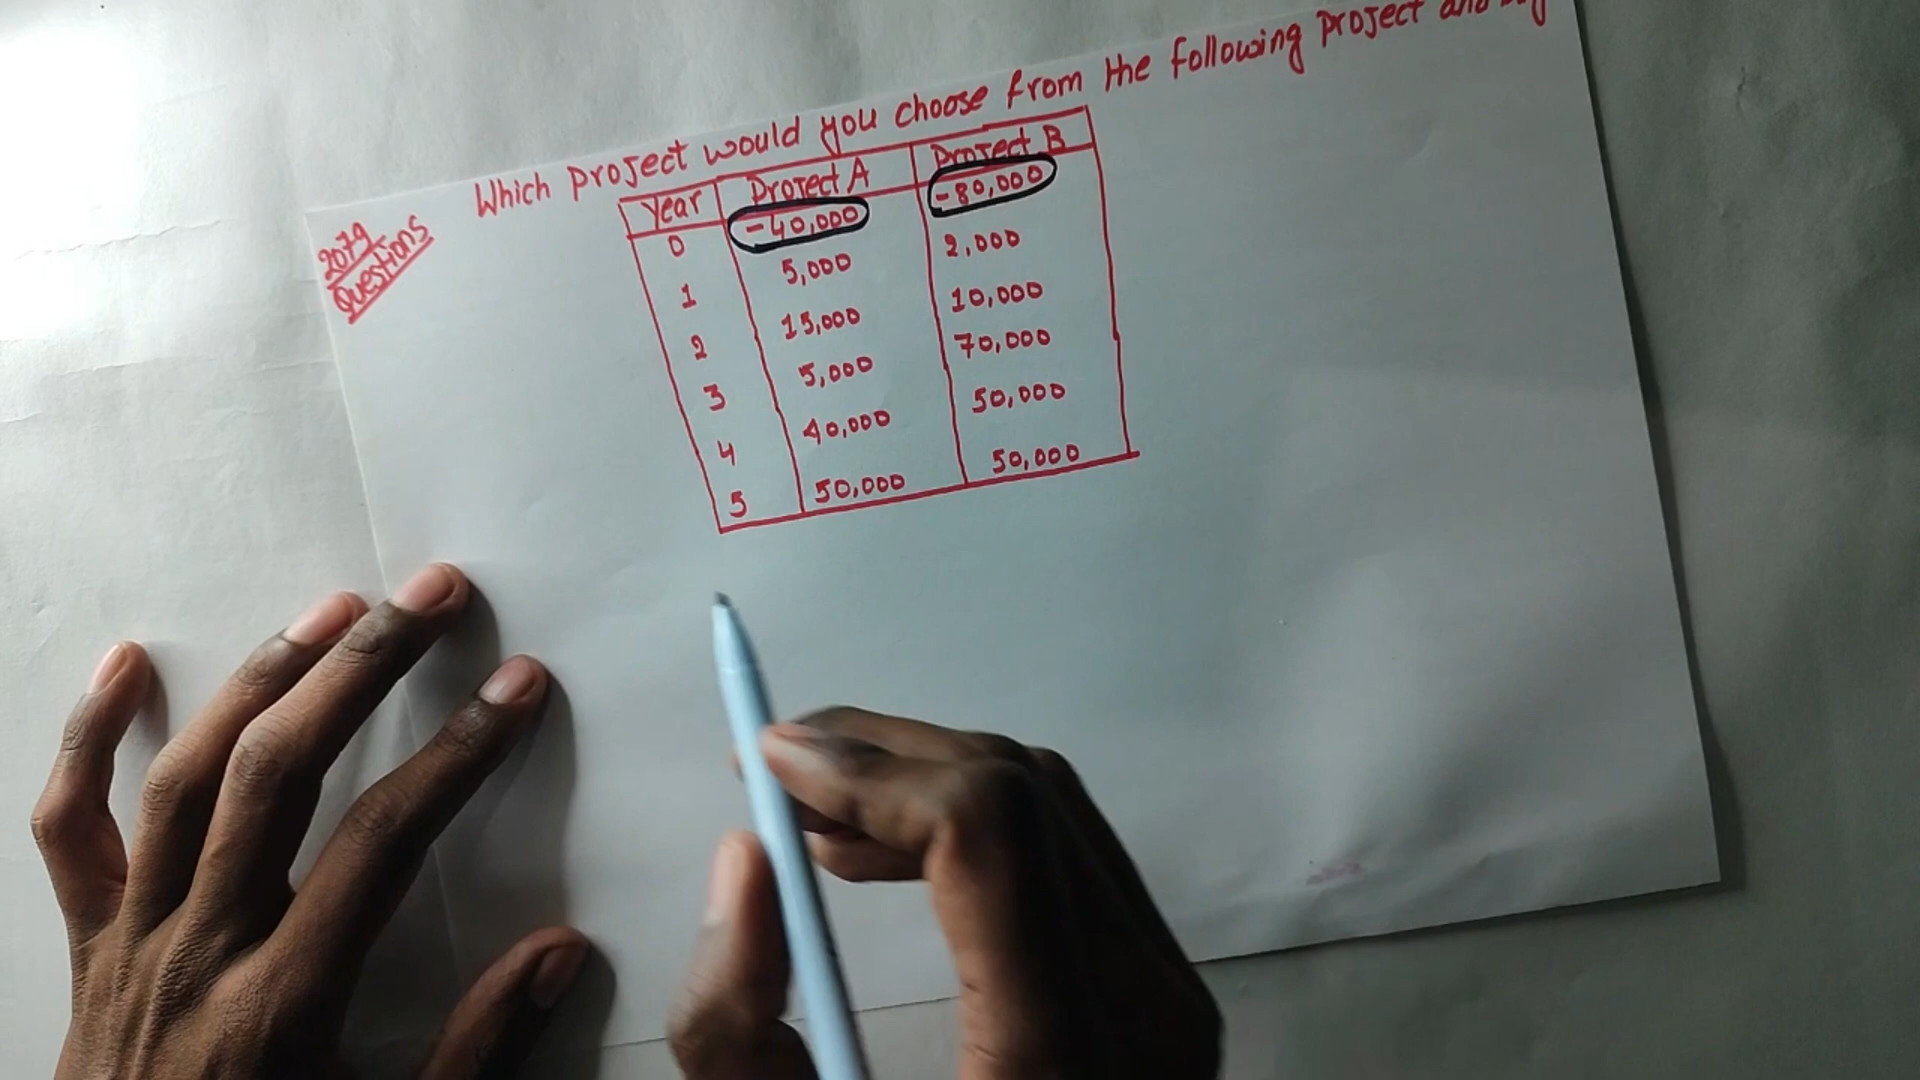 Which project would you choose from the following project and
2079
Questions
Year Project A Project B
0 -40,000 -80,000
1 5,000 2,000
2 15,000 10,000
3 5,000 70,000
4 40,000 50,000
5 50,000 50,000